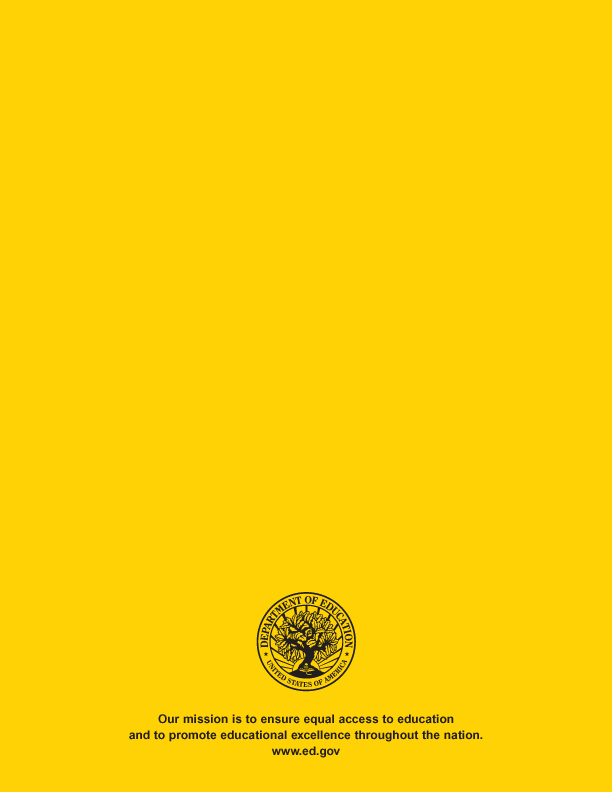 DEPARTMENT OF EDUCATION
UNITED STATES OF AMERICA
Our mission is to ensure equal access to education
and to promote educational excellence throughout the nation.
www.ed.gov